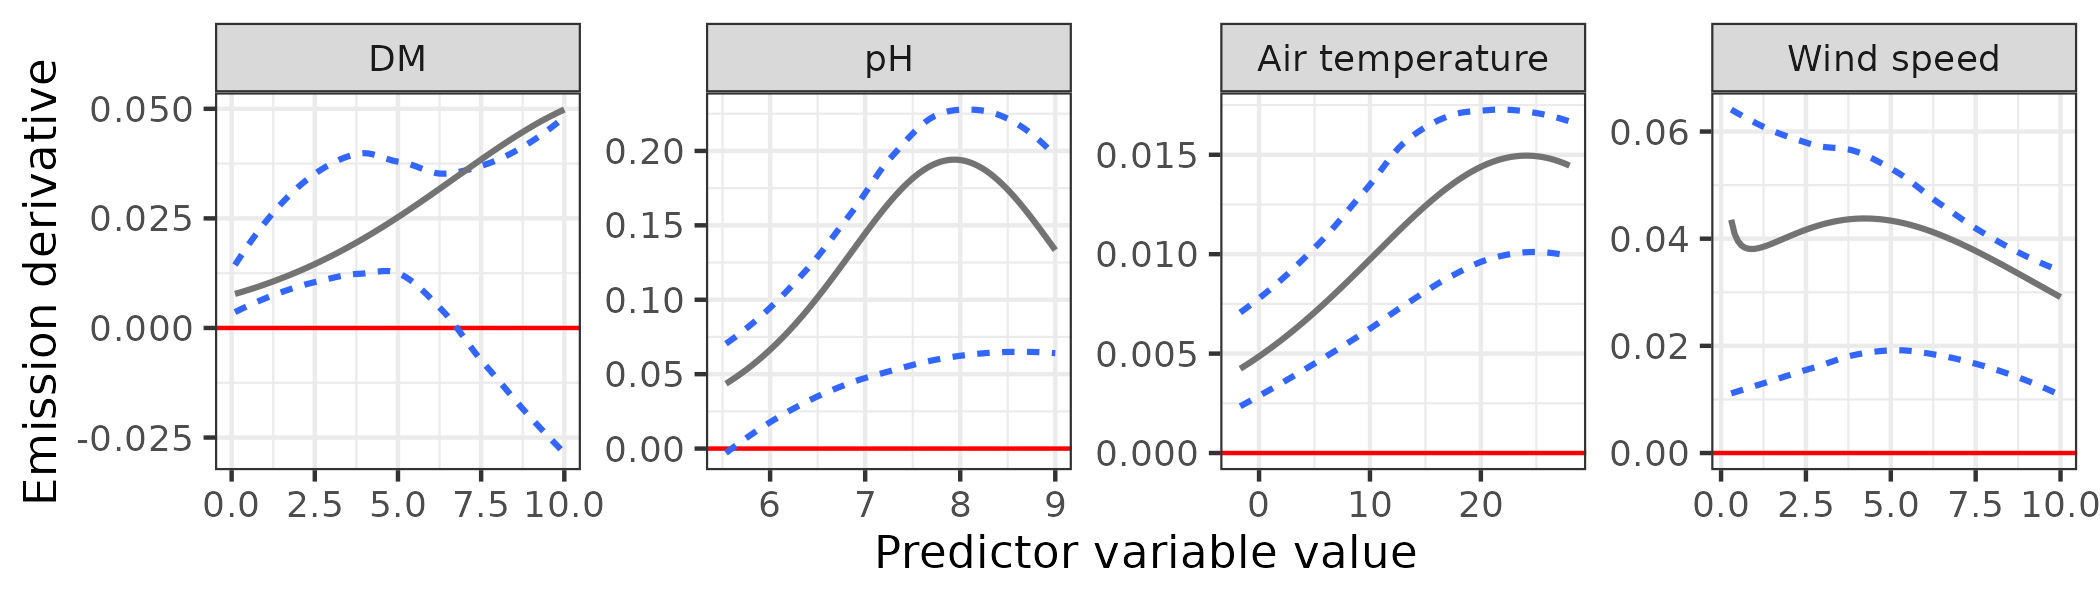 DM
pH
Air temperature
Wind speed
Emission derivative
0.050
0.025
0.000
-0.025
0.0 2.5 5.0 7.5 10.0
0.20
0.15
0.10
0.05
0.00
6 7 8 9
0.015
0.010
0.005
0.000
0 10 20
0.06
0.04
0.02
0.00
0.0 2.5 5.0 7.5 10.0
Predictor variable value